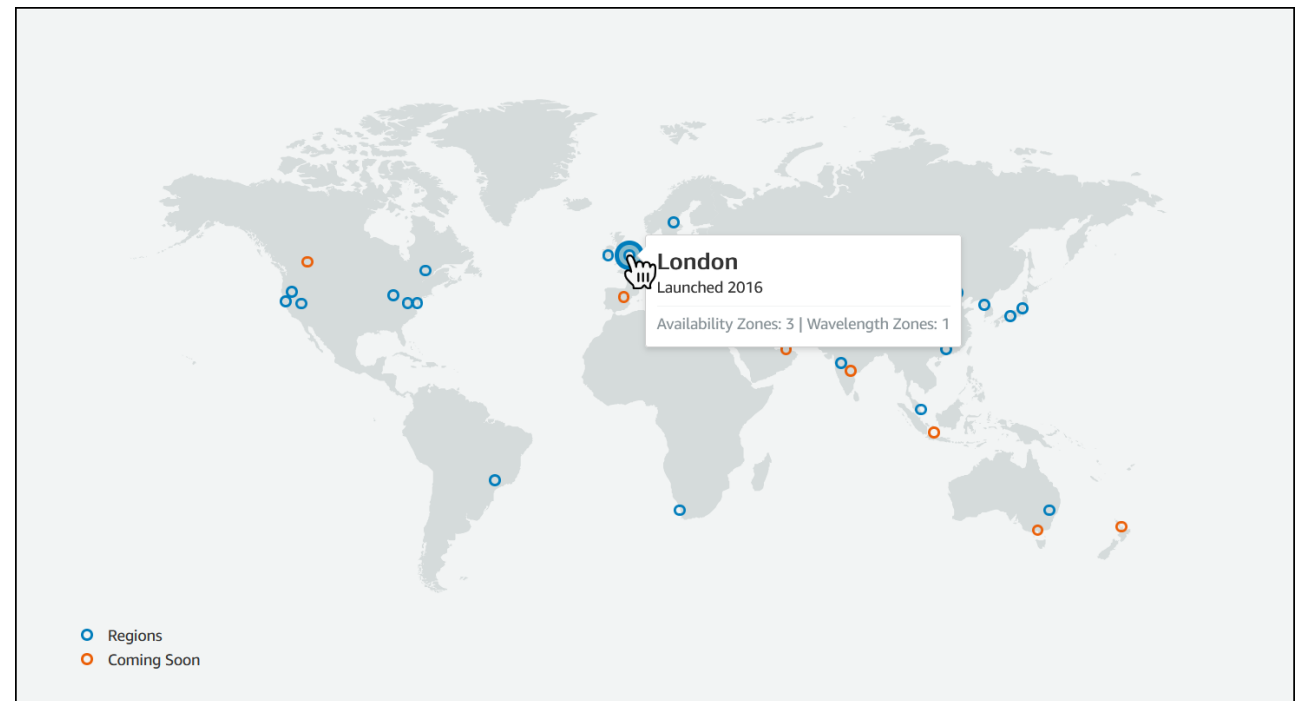 London
Launched 2016
Availability Zones: 3 | Wavelength Zones: 1
Regions
Coming Soon